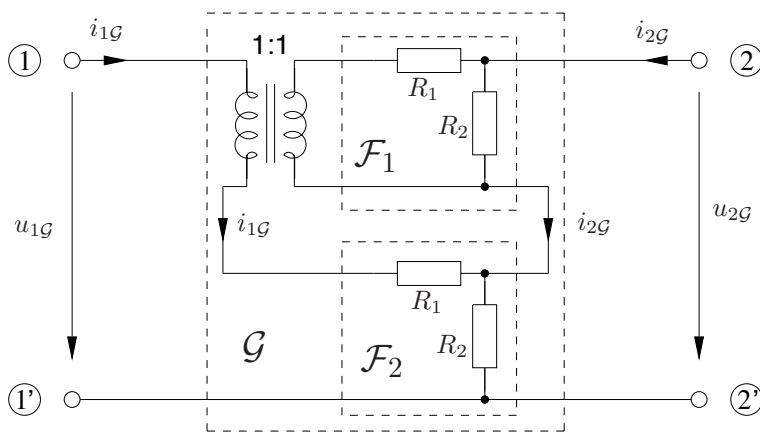 i₁𝒢
i₂𝒢
1
1:1
2
R₁
R₂
ℱ₁
u₁𝒢
i₁𝒢
i₂𝒢
u₂𝒢
R₁
R₂
𝒢
ℱ₂
1'
2'